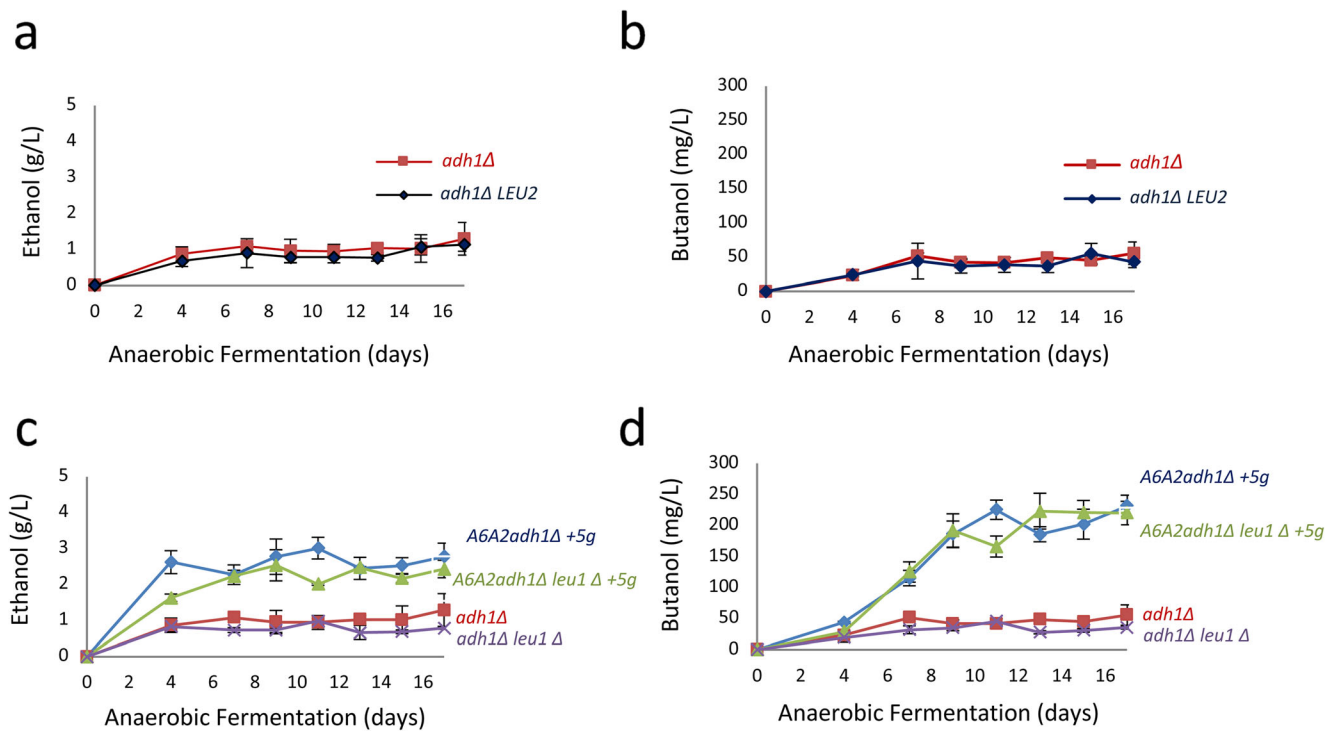 a
Ethanol (g/L)
5
4
3
2
1
0
adh1Δ
adh1Δ LEU2
0 2 4 6 8 10 12 14 16
Anaerobic Fermentation (days)
b
Butanol (mg/L)
300
250
200
150
100
50
0
adh1Δ
adh1Δ LEU2
0 2 4 6 8 10 12 14 16
Anaerobic Fermentation (days)
c
Ethanol (g/L)
5
4
3
2
1
0
A6A2adh1Δ +5g
A6A2adh1Δ leu1 Δ +5g
adh1Δ
adh1Δ leu1 Δ
0 2 4 6 8 10 12 14 16
Anaerobic Fermentation (days)
d
Butanol (mg/L)
300
250
200
150
100
50
0
A6A2adh1Δ +5g
A6A2adh1Δ leu1 Δ +5g
adh1Δ
adh1Δ leu1 Δ
0 2 4 6 8 10 12 14 16
Anaerobic Fermentation (days)